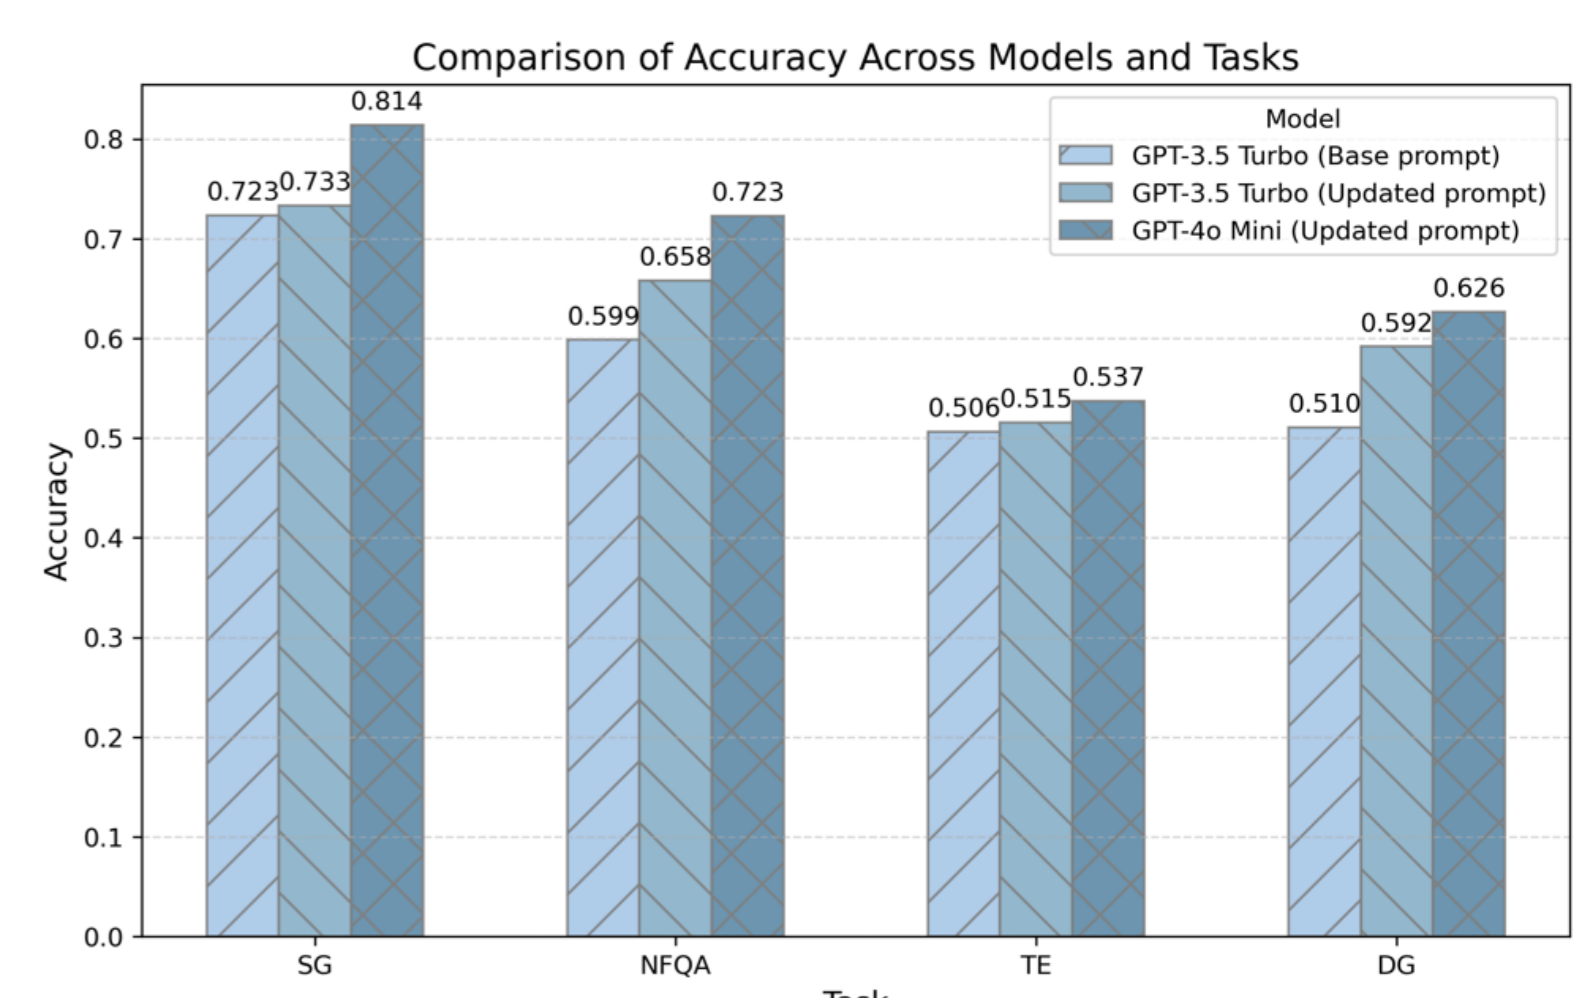 Comparison of Accuracy Across Models and Tasks
Model
GPT-3.5 Turbo (Base prompt)
GPT-3.5 Turbo (Updated prompt)
GPT-4o Mini (Updated prompt)
Accuracy
0.8
0.7
0.6
0.5
0.4
0.3
0.2
0.1
0.0
0.723 0.733 0.814
0.599 0.658 0.723
0.506 0.515 0.537
0.510 0.592 0.626
SG NFQA TE DG
Task